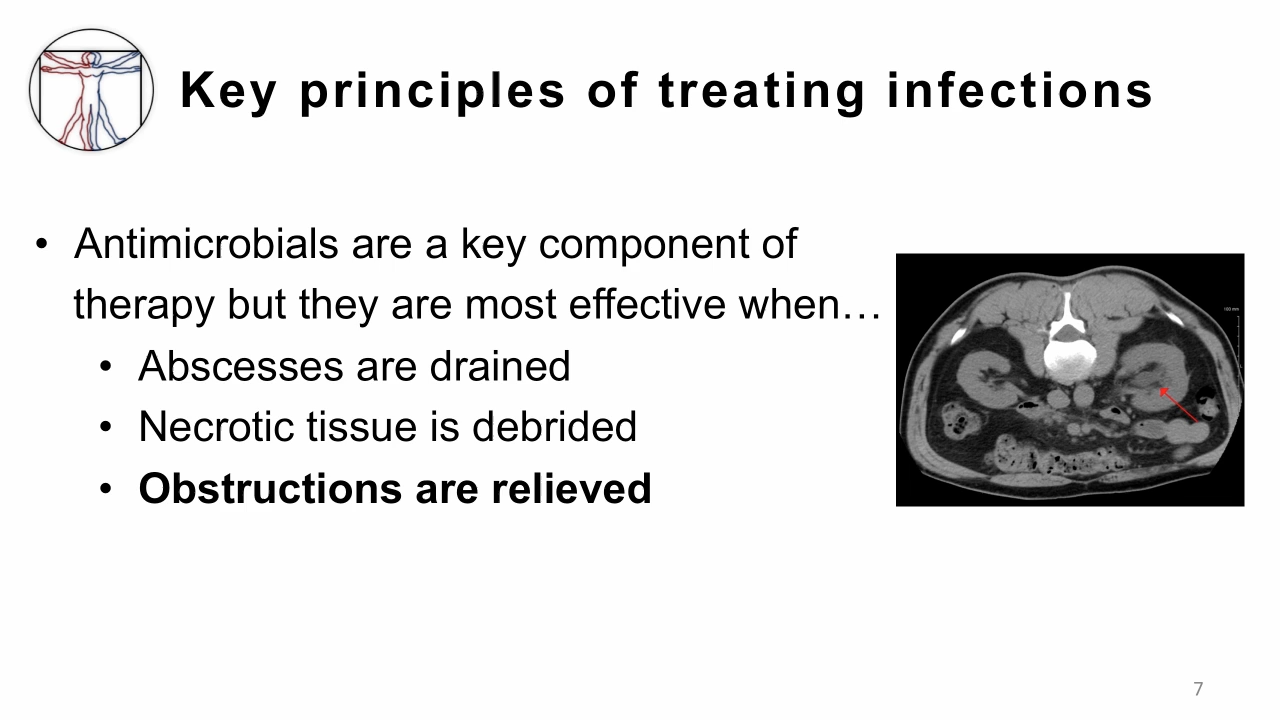 Key principles of treating infections
• Antimicrobials are a key component of
therapy but they are most effective when…
• Abscesses are drained
• Necrotic tissue is debrided
• Obstructions are relieved
7